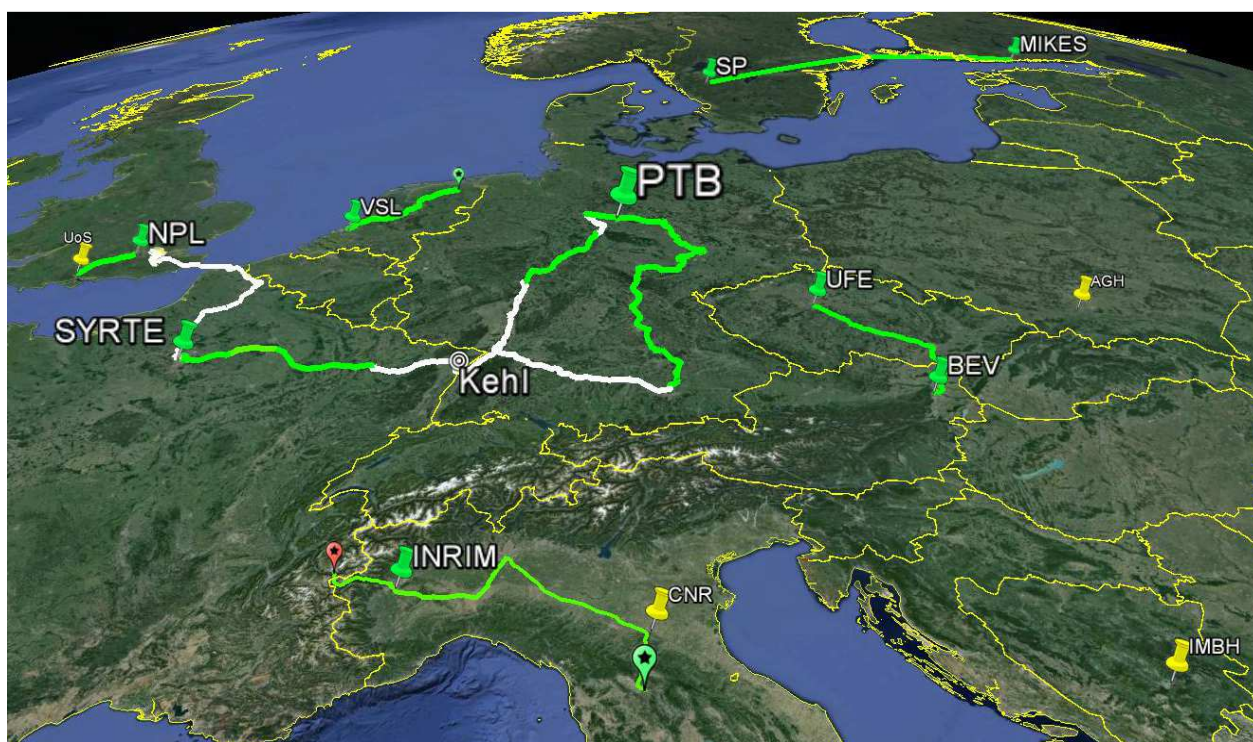 MIKES
SP
PTB
VSL
UoS
NPL
UFE
AGH
SYRTE
Kehl
BEV
INRIM
CNR
IMBH